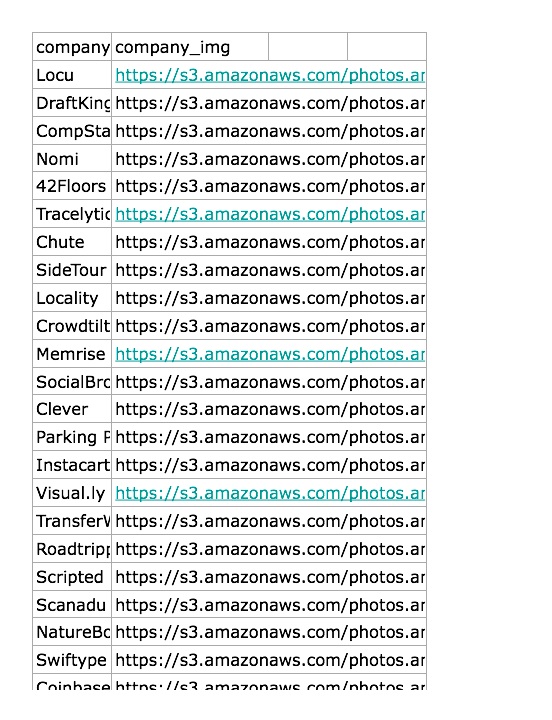 company company_img
Locu https://s3.amazonaws.com/photos.ar
DraftKing https://s3.amazonaws.com/photos.ar
CompSta https://s3.amazonaws.com/photos.ar
Nomi https://s3.amazonaws.com/photos.ar
42Floors https://s3.amazonaws.com/photos.ar
Tracelytic https://s3.amazonaws.com/photos.ar
Chute https://s3.amazonaws.com/photos.ar
SideTour https://s3.amazonaws.com/photos.ar
Locality https://s3.amazonaws.com/photos.ar
Crowdtilt https://s3.amazonaws.com/photos.ar
Memrise https://s3.amazonaws.com/photos.ar
SocialBro https://s3.amazonaws.com/photos.ar
Clever https://s3.amazonaws.com/photos.ar
Parking P https://s3.amazonaws.com/photos.ar
Instacart https://s3.amazonaws.com/photos.ar
Visual.ly https://s3.amazonaws.com/photos.ar
TransferW https://s3.amazonaws.com/photos.ar
Roadtripp https://s3.amazonaws.com/photos.ar
Scripted https://s3.amazonaws.com/photos.ar
Scanadu https://s3.amazonaws.com/photos.ar
NatureBo https://s3.amazonaws.com/photos.ar
Swiftype https://s3.amazonaws.com/photos.ar
Coinbase https://s3.amazonaws.com/photos.ar